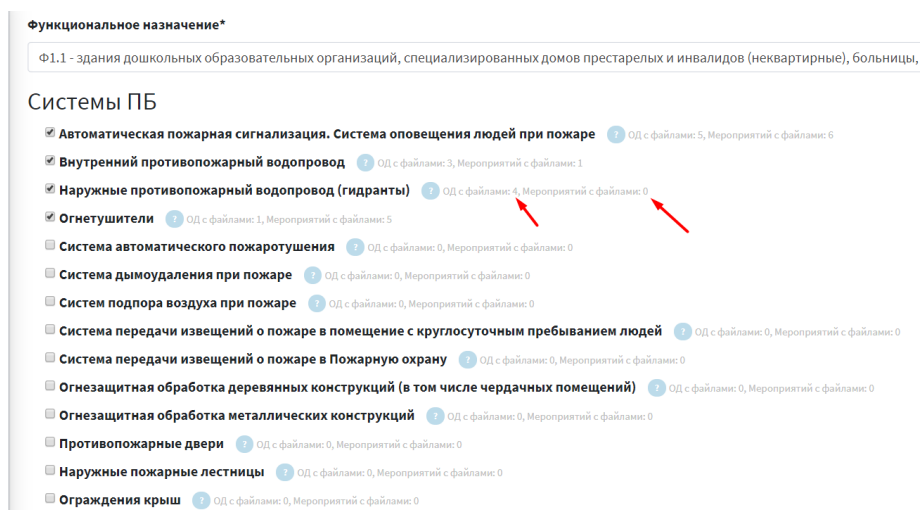 Функциональное назначение*
Ф1.1 - здания дошкольных образовательных организаций, специализированных домов престарелых и инвалидов (неквартирные), больницы,
Системы ПБ
Автоматическая пожарная сигнализация. Система оповещения людей при пожаре ? ОД с файлами: 5, Мероприятий с файлами: 6
Внутренний противопожарный водопровод ? ОД с файлами: 3, Мероприятий с файлами: 1
Наружные противопожарный водопровод (гидранты) ? ОД с файлами: 4, Мероприятий с файлами: 0
Огнетушители ? ОД с файлами: 1, Мероприятий с файлами: 5
Система автоматического пожаротушения ? ОД с файлами: 0, Мероприятий с файлами: 0
Система дымоудаления при пожаре ? ОД с файлами: 0, Мероприятий с файлами: 0
Систем подпора воздуха при пожаре ? ОД с файлами: 0, Мероприятий с файлами: 0
Система передачи извещений о пожаре в помещение с круглосуточным пребыванием людей ? ОД с файлами: 0, Мероприятий с файлами: 0
Система передачи извещений о пожаре в Пожарную охрану ? ОД с файлами: 0, Мероприятий с файлами: 0
Огнезащитная обработка деревянных конструкций (в том числе чердачных помещений) ? ОД с файлами: 0, Мероприятий с файлами: 0
Огнезащитная обработка металлических конструкций ? ОД с файлами: 0, Мероприятий с файлами: 0
Противопожарные двери ? ОД с файлами: 0, Мероприятий с файлами: 0
Наружные пожарные лестницы ? ОД с файлами: 0, Мероприятий с файлами: 0
Ограждения крыш ? ОД с файлами: 0, Мероприятий с файлами: 0